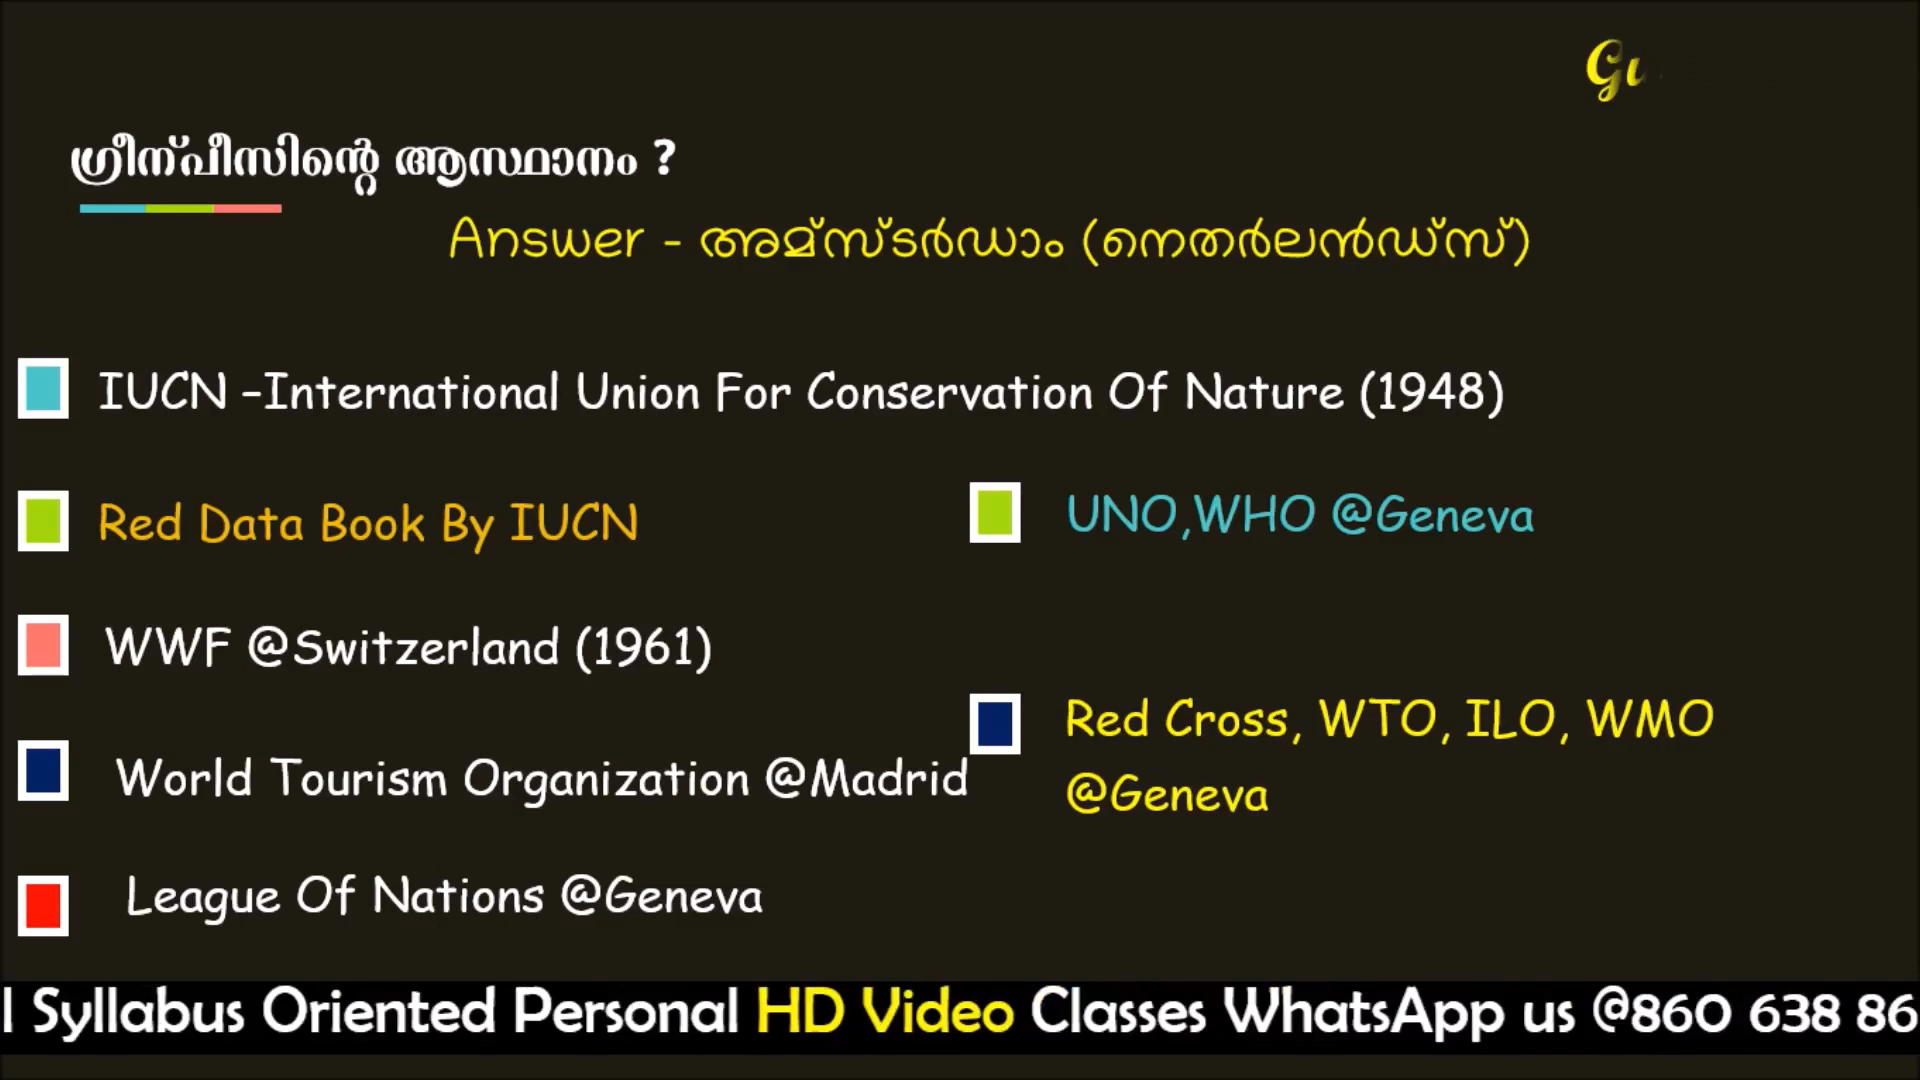 ഗ്രീന്പീസിന്റെ ആസ്ഥാനം ?
Answer - അമ്സ്ടർഡാം (നെതർലൻഡ്സ്)
IUCN –International Union For Conservation Of Nature (1948)
Red Data Book By IUCN
UNO,WHO @Geneva
WWF @Switzerland (1961)
Red Cross, WTO, ILO, WMO
@Geneva
World Tourism Organization @Madrid
League Of Nations @Geneva
Syllabus Oriented Personal HD Video Classes WhatsApp us @860 638 86